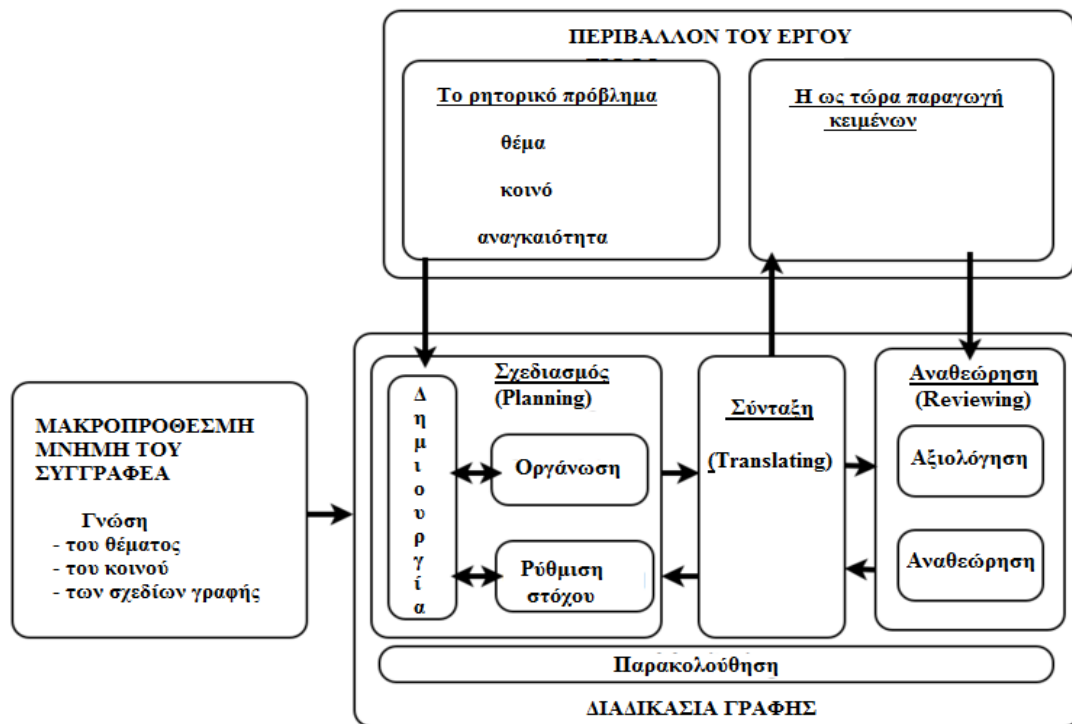 ΠΕΡΙΒΑΛΛΟΝ ΤΟΥ ΕΡΓΟΥ
Το ρητορικό πρόβλημα
θέμα
κοινό
αναγκαιότητα
Η ως τώρα παραγωγή
κειμένων
ΜΑΚΡΟΠΡΟΘΕΣΜΗ
ΜΝΗΜΗ ΤΟΥ
ΣΥΓΓΡΑΦΕΑ
Γνώση
- του θέματος
- του κοινού
- των σχεδίων γραφής
Σχεδιασμός
(Planning)
Δημιουργία
Οργάνωση
Ρύθμιση
στόχου
Σύνταξη
(Translating)
Αναθεώρηση
(Reviewing)
Αξιολόγηση
Αναθεώρηση
Παρακολούθηση
ΔΙΑΔΙΚΑΣΙΑ ΓΡΑΦΗΣ